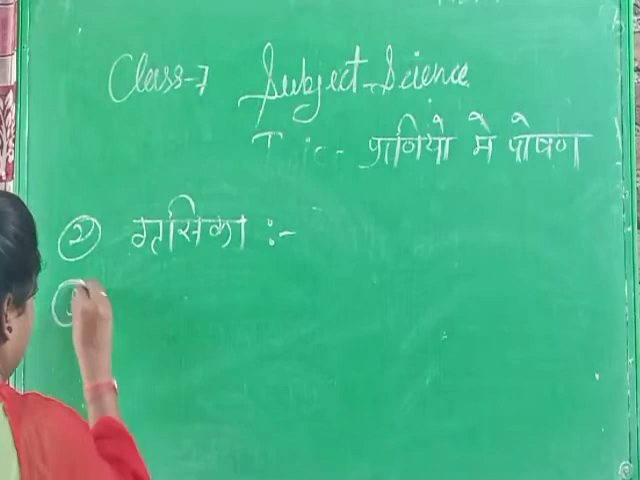 Class-7 Subject-Science
Topic- प्रानियो मे पोषण
② ग्रसिका :-